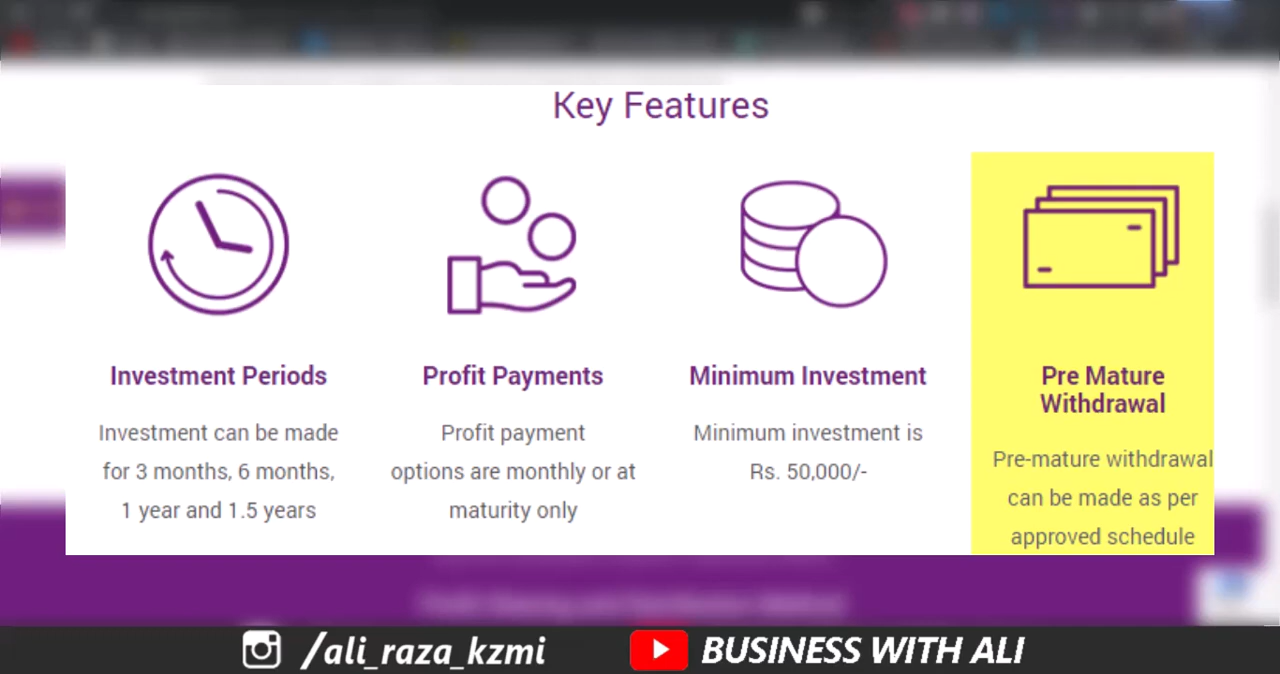 Key Features
Investment Periods
Investment can be made
for 3 months, 6 months,
1 year and 1.5 years
Profit Payments
Profit payment
options are monthly or at
maturity only
Minimum Investment
Minimum investment is
Rs. 50,000/-
Pre Mature
Withdrawal
Pre-mature withdrawal
can be made as per
approved schedule
/ali_raza_kzmi
BUSINESS WITH ALI